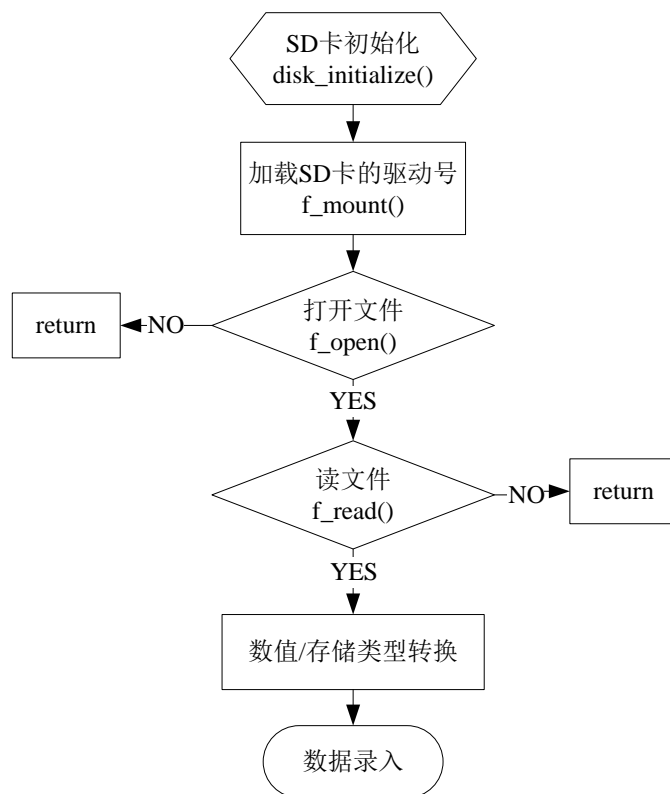 SD卡初始化
disk_initialize()
加载SD卡的驱动号
f_mount()
打开文件
f_open()
return
NO
YES
读文件
f_read()
NO
return
YES
数值/存储类型转换
数据录入